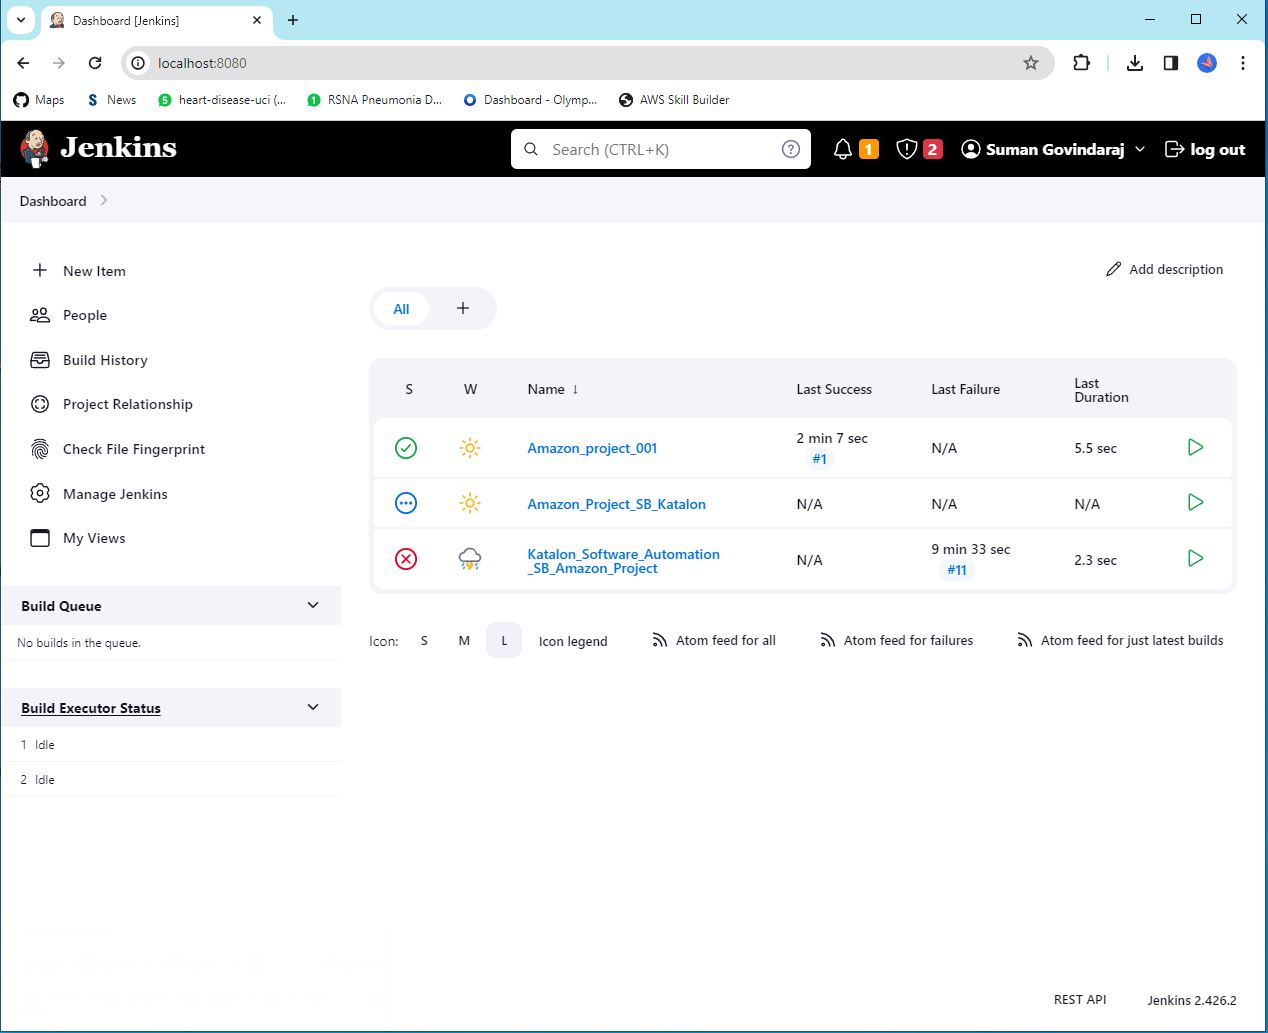 Dashboard [Jenkins]
localhost:8080
Maps
News
heart-disease-uci (...
RSNA Pneumonia D...
Dashboard - Olymp...
AWS Skill Builder
Jenkins
Search (CTRL+K)
1
2
Suman Govindaraj
log out
Dashboard
New Item
People
Build History
Project Relationship
Check File Fingerprint
Manage Jenkins
My Views
Build Queue
No builds in the queue.
Build Executor Status
1 Idle
2 Idle
Add description
All
S W Name ↓ Last Success Last Failure Last
Duration
Amazon_project_001 2 min 7 sec N/A 5.5 sec
#1
Amazon_Project_SB_Katalon N/A N/A N/A
Katalon_Software_Automation
_SB_Amazon_Project N/A 9 min 33 sec 2.3 sec
#11
Icon: S M L Icon legend Atom feed for all Atom feed for failures Atom feed for just latest builds
REST API Jenkins 2.426.2